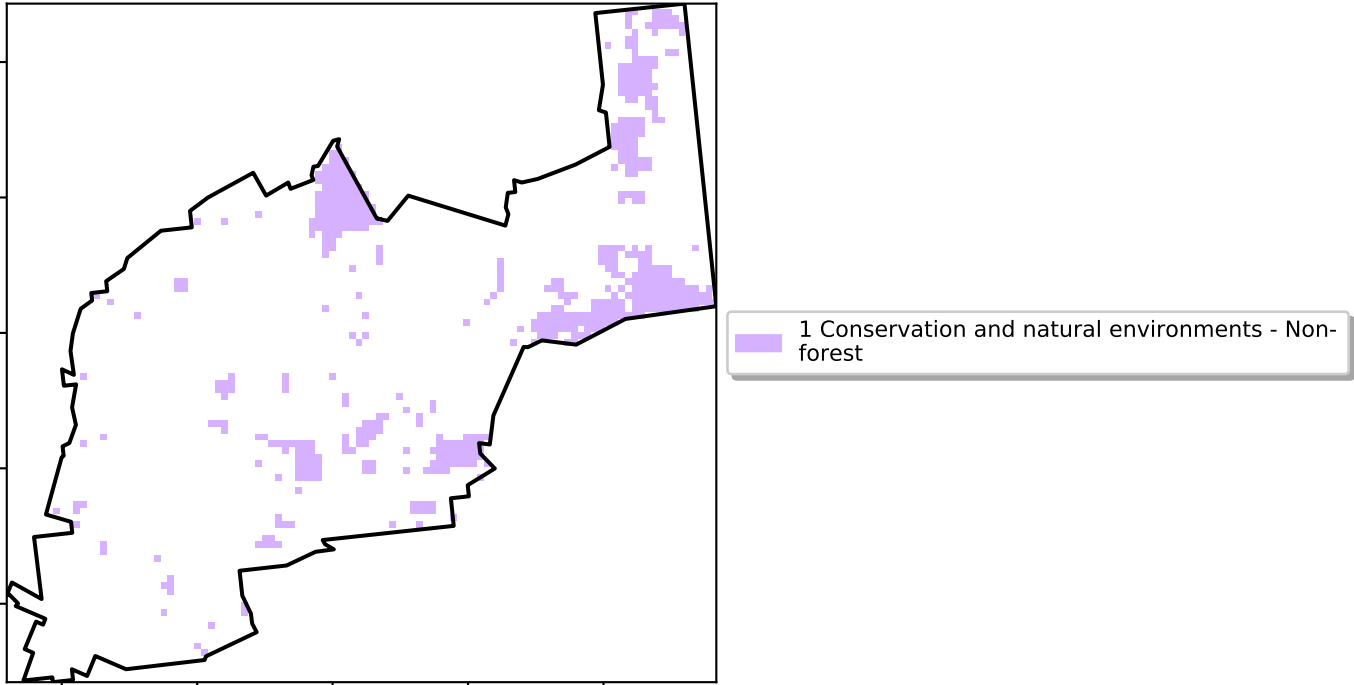 1 Conservation and natural environments - Non-
forest